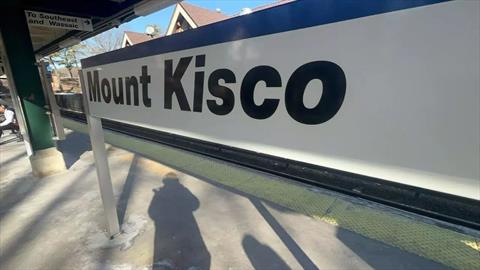 To Southeast
and Wassaic
Mount Kisco